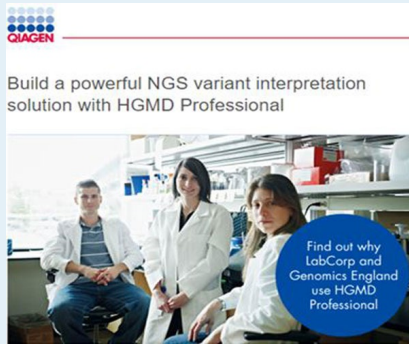 QIAGEN
Build a powerful NGS variant interpretation
solution with HGMD Professional
Find out why
LabCorp and
Genomics England
use HGMD
Professional